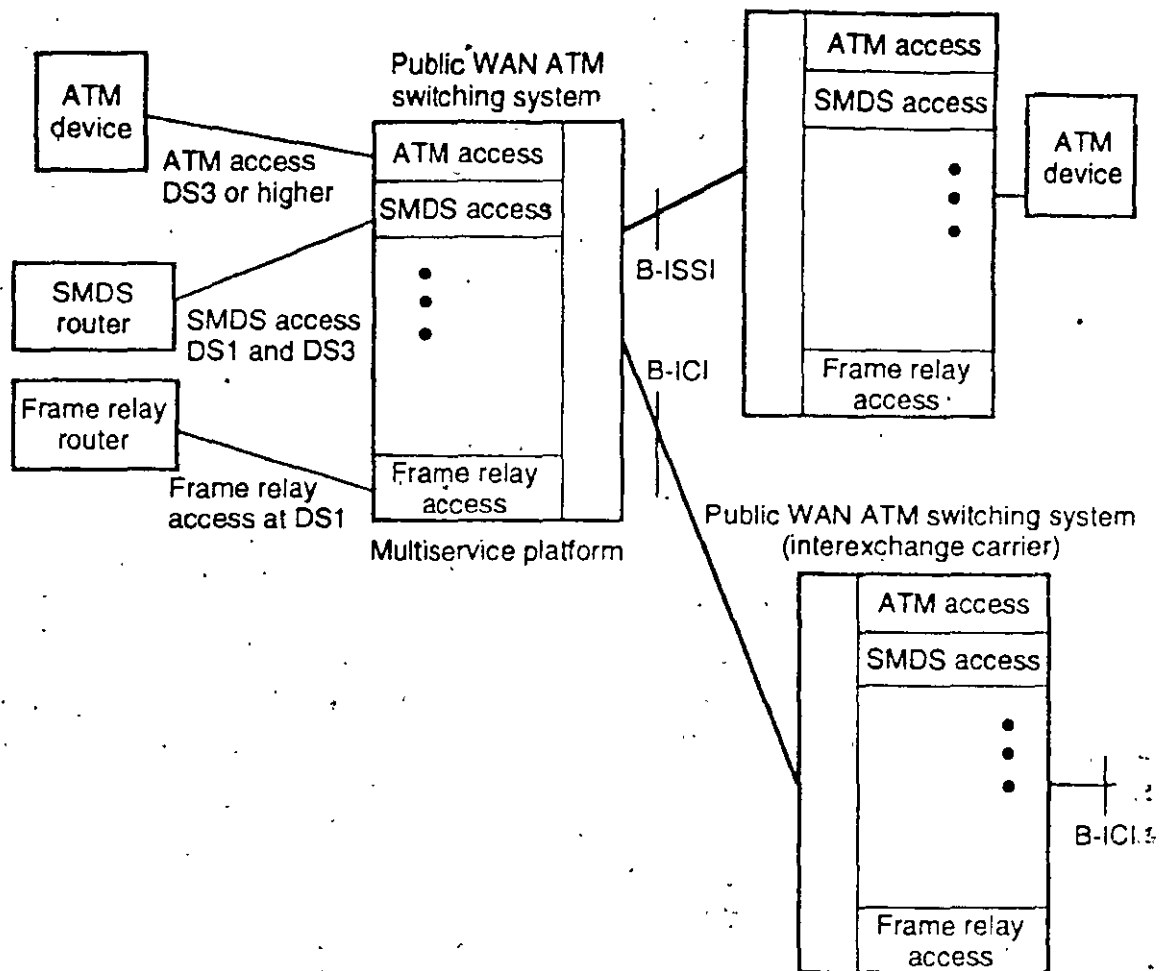 ATM access
SMDS access
Frame relay
access
ATM
device
Public WAN ATM
switching system
ATM
device
ATM access
DS3 or higher
SMDS
router
SMDS access
DS1 and DS3
Frame relay
router
Frame relay
access at DS1
ATM access
SMDS access
Frame relay
access
Multiservice platform
B-ISSI
B-ICI
Public WAN ATM switching system
(interexchange carrier)
ATM access
SMDS access
Frame relay
access
B-ICI